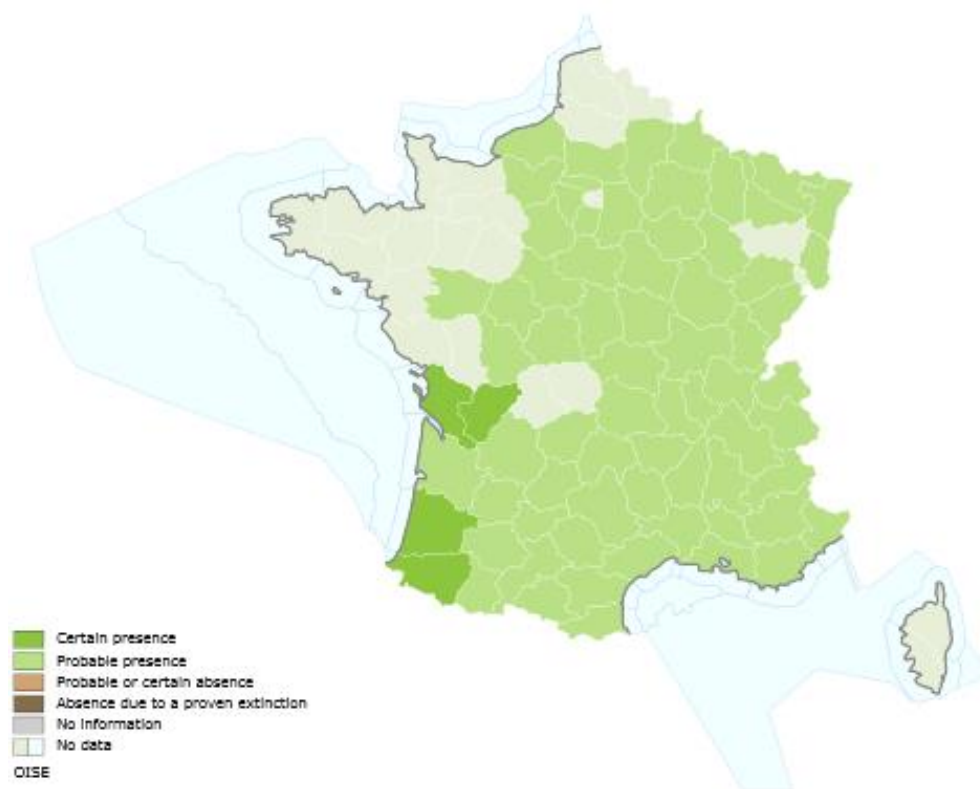 Certain presence
Probable presence
Probable or certain absence
Absence due to a proven extinction
No information
No data
OISE